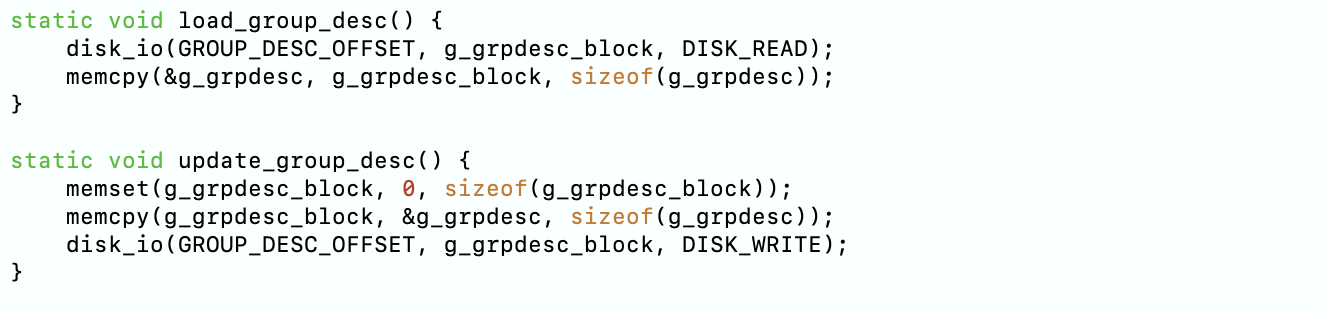 static void load_group_desc() {
    disk_io(GROUP_DESC_OFFSET, g_grpdesc_block, DISK_READ);
    memcpy(&g_grpdesc, g_grpdesc_block, sizeof(g_grpdesc));
}

static void update_group_desc() {
    memset(g_grpdesc_block, 0, sizeof(g_grpdesc_block));
    memcpy(g_grpdesc_block, &g_grpdesc, sizeof(g_grpdesc));
    disk_io(GROUP_DESC_OFFSET, g_grpdesc_block, DISK_WRITE);
}